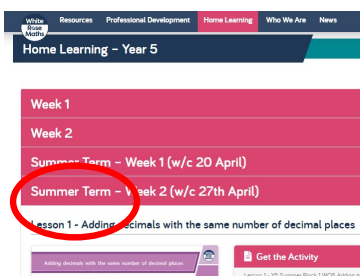 White
Rose
Maths
Resources
Professional Development
Home Learning
Who We Are
News
Home Learning – Year 5
Week 1
Week 2
Summer Term – Week 1 (w/c 20 April)
Summer Term – Week 2 (w/c 27th April)
Lesson 1 - Adding decimals with the same number of decimal places
Adding decimals with the same number of decimal places
Get the Activity